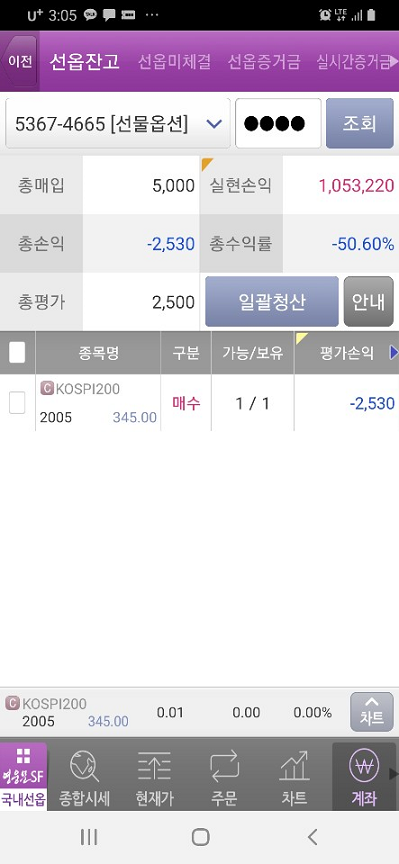 U+ 3:05 TALK ··· LTE
이전 선옵잔고 선옵미체결 선옵증거금 실시간증거금
5367-4665 [선물옵션] ●●●● 조회
총매입 5,000 실현손익 1,053,220
총손익 -2,530 총수익률 -50.60%
총평가 2,500 일괄청산 안내
종목명 구분 가능/보유 평가손익
C KOSPI200
2005 345.00 매수 1 / 1 -2,530
C KOSPI200
2005 345.00 0.01 0.00 0.00% 차트
영웅문SF
국내선옵 종합시세 현재가 주문 차트 계좌